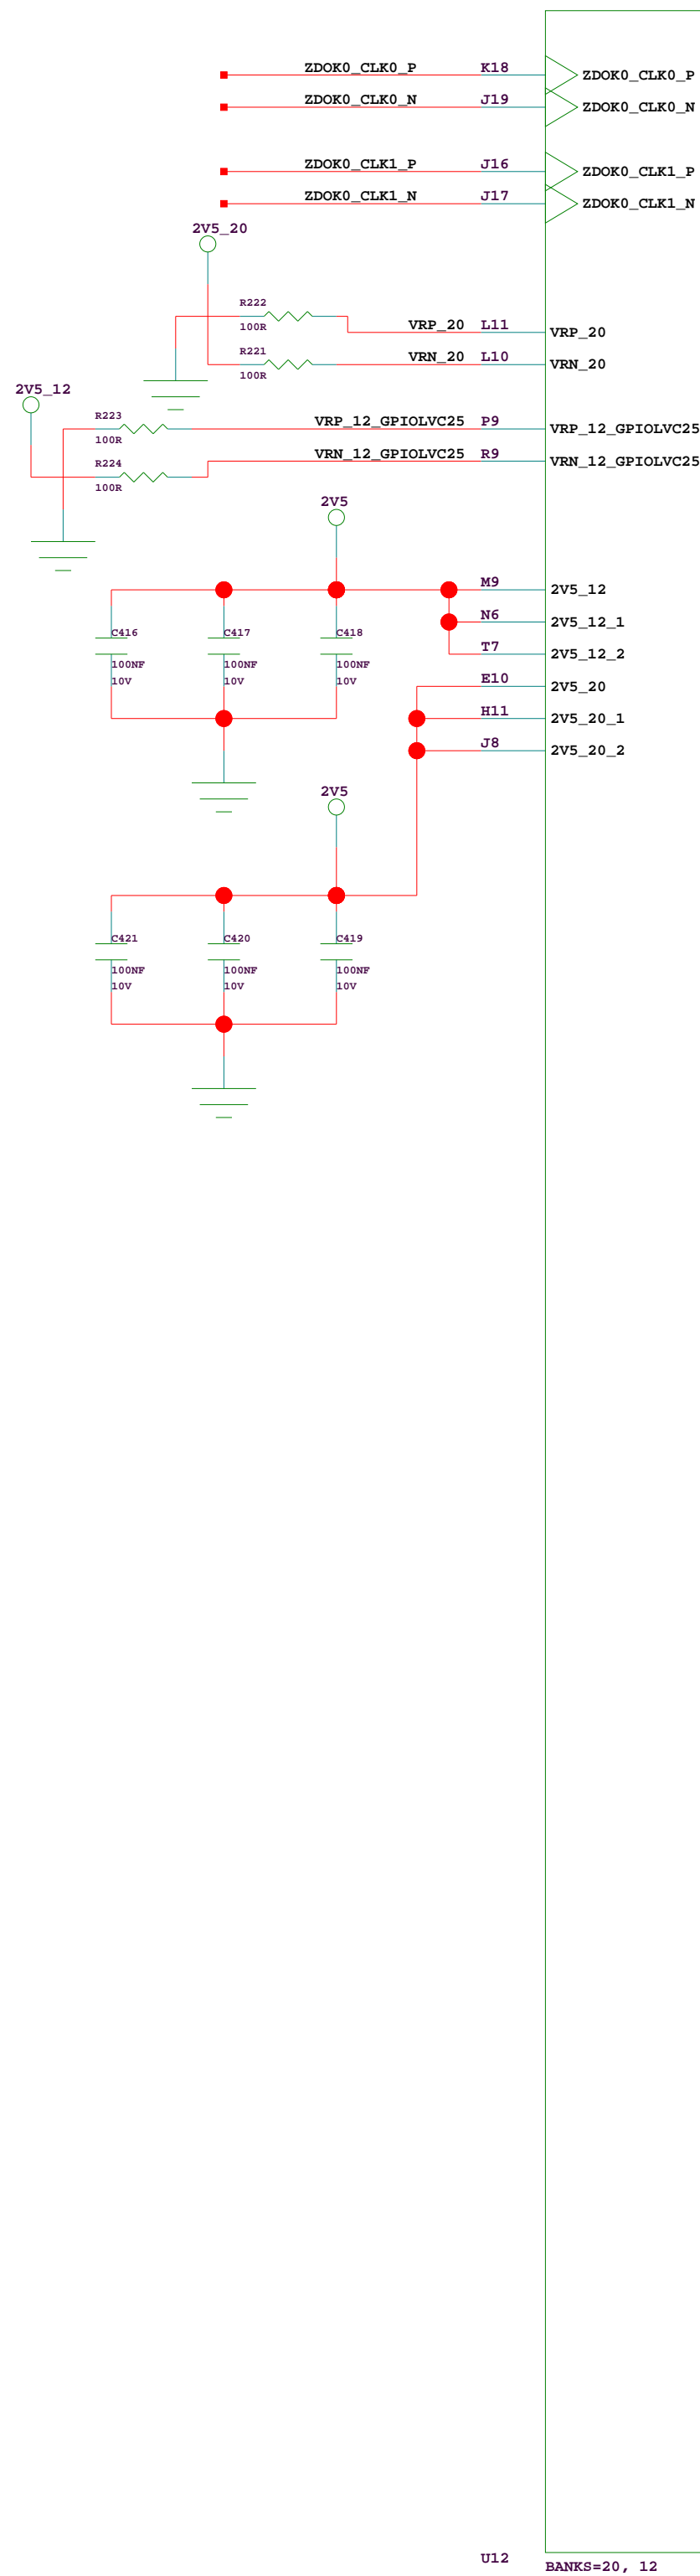 ZDOK0_CLK0_P K18 ZDOK0_CLK0_P
ZDOK0_CLK0_N J19 ZDOK0_CLK0_N
ZDOK0_CLK1_P J16 ZDOK0_CLK1_P
ZDOK0_CLK1_N J17 ZDOK0_CLK1_N
2V5_20
R222
100R
VRP_20 L11 VRP_20
R221
100R
VRN_20 L10 VRN_20
2V5_12
R223
100R
VRP_12_GPIOLVC25 P9 VRP_12_GPIOLVC25
R224
100R
VRN_12_GPIOLVC25 R9 VRN_12_GPIOLVC25
2V5
M9 2V5_12
N6 2V5_12_1
T7 2V5_12_2
E10 2V5_20
H11 2V5_20_1
J8 2V5_20_2
C416 C417 C418
100NF 100NF 100NF
10V 10V 10V
2V5
C421 C420 C419
100NF 100NF 100NF
10V 10V 10V
U12 BANKS=20, 12